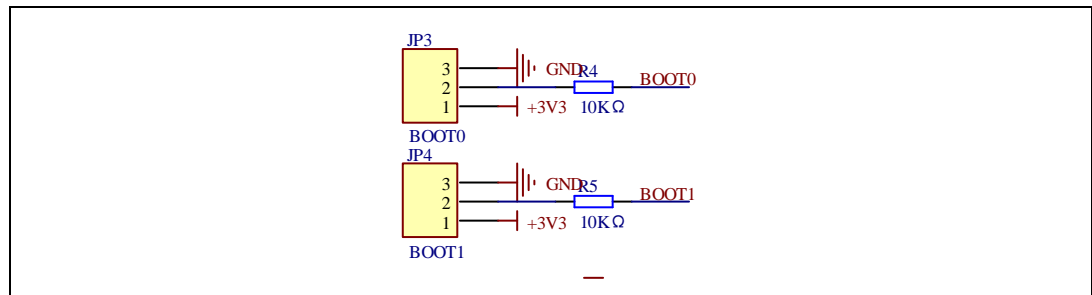 JP3
3 GND R4 BOOT0
2
1 +3V3 10KΩ
BOOT0
JP4
3 GND R5 BOOT1
2
1 +3V3 10KΩ
BOOT1